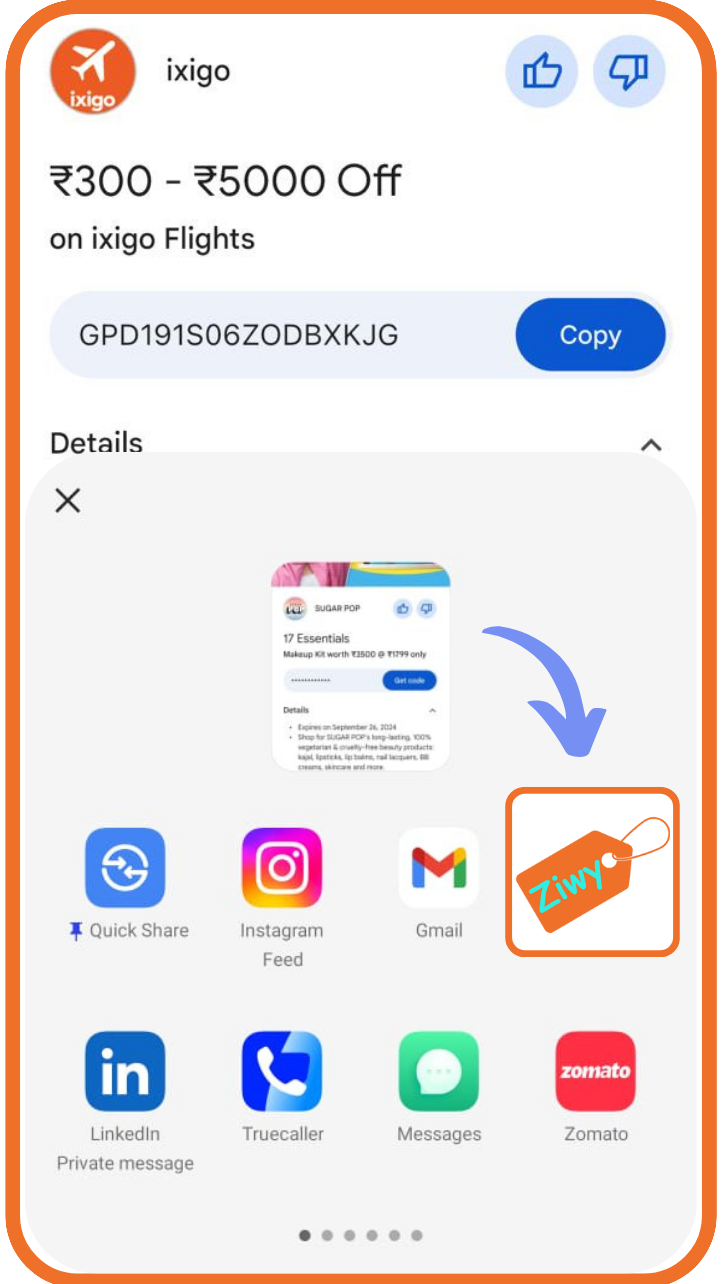 ixigo
ixigo
₹300 - ₹5000 Off
on ixigo Flights
GPD191S06ZODBXKJG
Copy
Details
POP
SUGAR POP
17 Essentials
Makeup Kit worth ₹3500 @ ₹1799 only
************
Get code
Details
• Expires on September 26, 2024
• Shop for SUGAR POP's long-lasting, 100%
vegetarian & cruelty-free beauty products:
kajal, lipsticks, lip balms, nail lacquers, BB
creams, skincare and more.
Ziwy
Quick Share
Instagram
Feed
Gmail
in
zomato
LinkedIn
Private message
Truecaller
Messages
Zomato